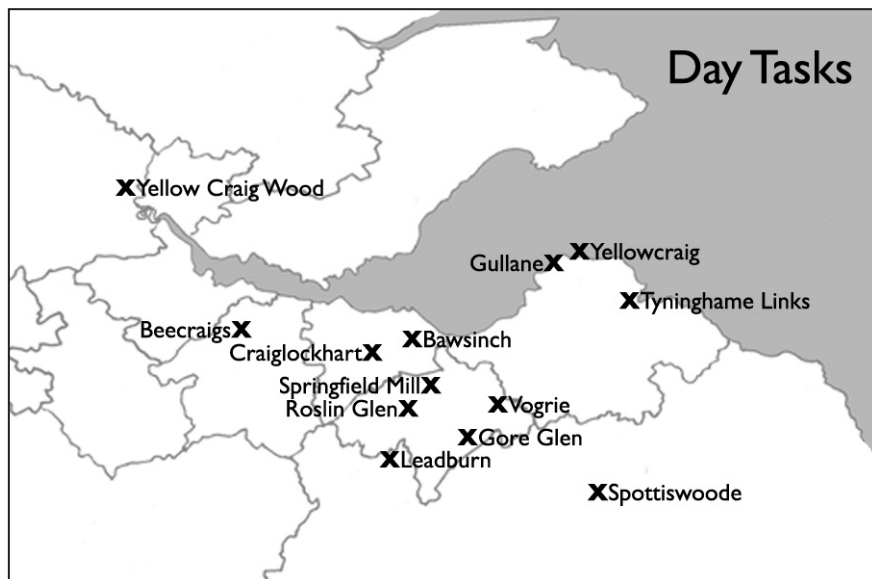 Day Tasks
Yellow Craig Wood
Yellowcraig
Gullane
Tyninghame Links
Beecraigs
Bawsinch
Craiglockhart
Springfield Mill
Roslin Glen
Vogrie
Gore Glen
Leadburn
Spottiswoode